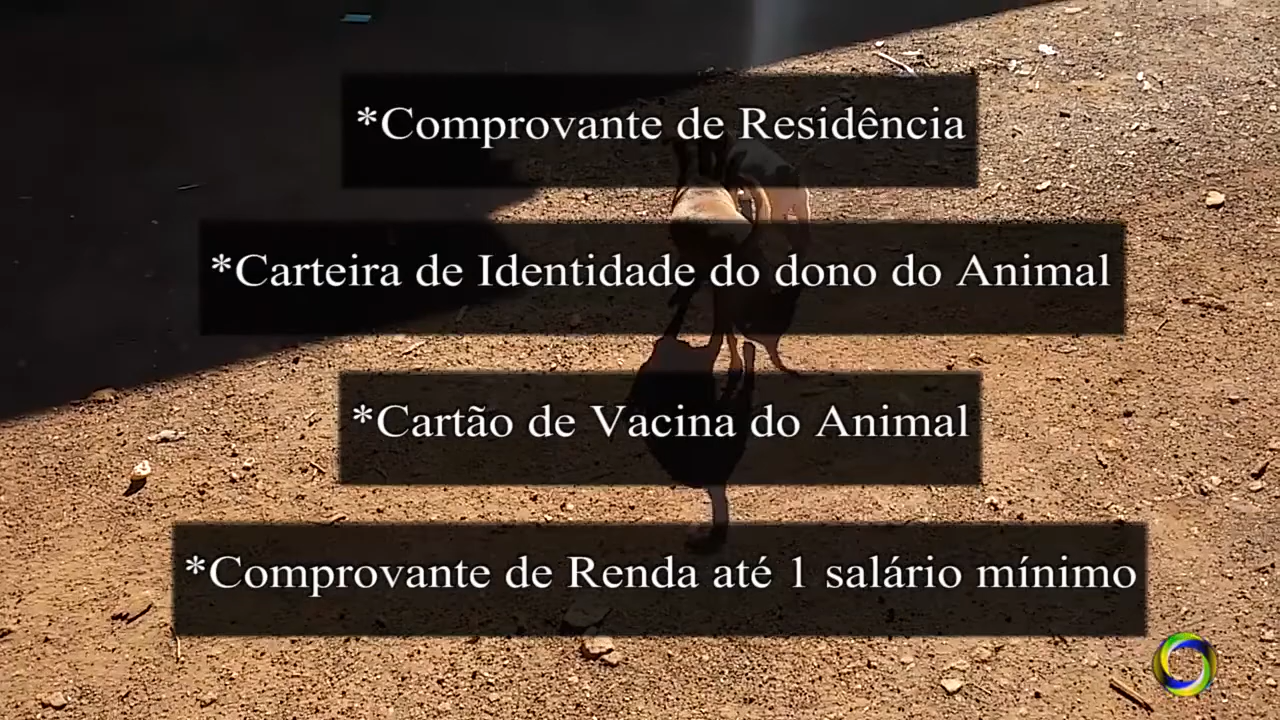 *Comprovante de Residência
*Carteira de Identidade do dono do Animal
*Cartão de Vacina do Animal
*Comprovante de Renda até 1 salário mínimo